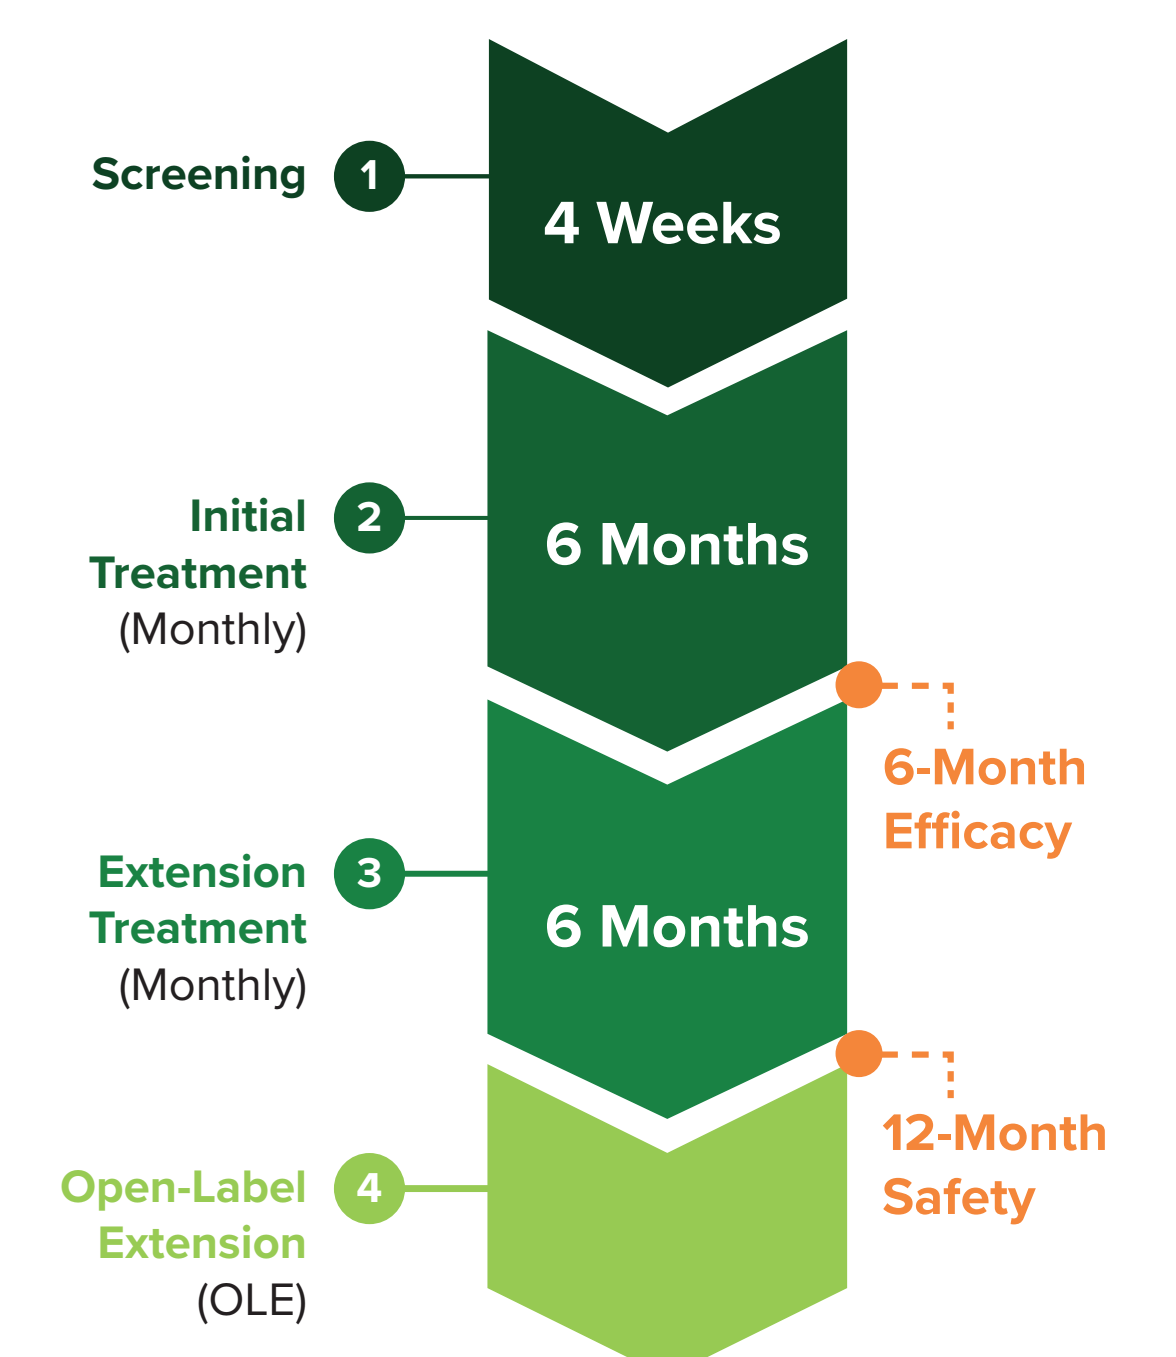 Screening
1
4 Weeks
Initial
Treatment
(Monthly)
2
6 Months
6-Month
Efficacy
Extension
Treatment
(Monthly)
3
6 Months
12-Month
Safety
Open-Label
Extension
(OLE)
4